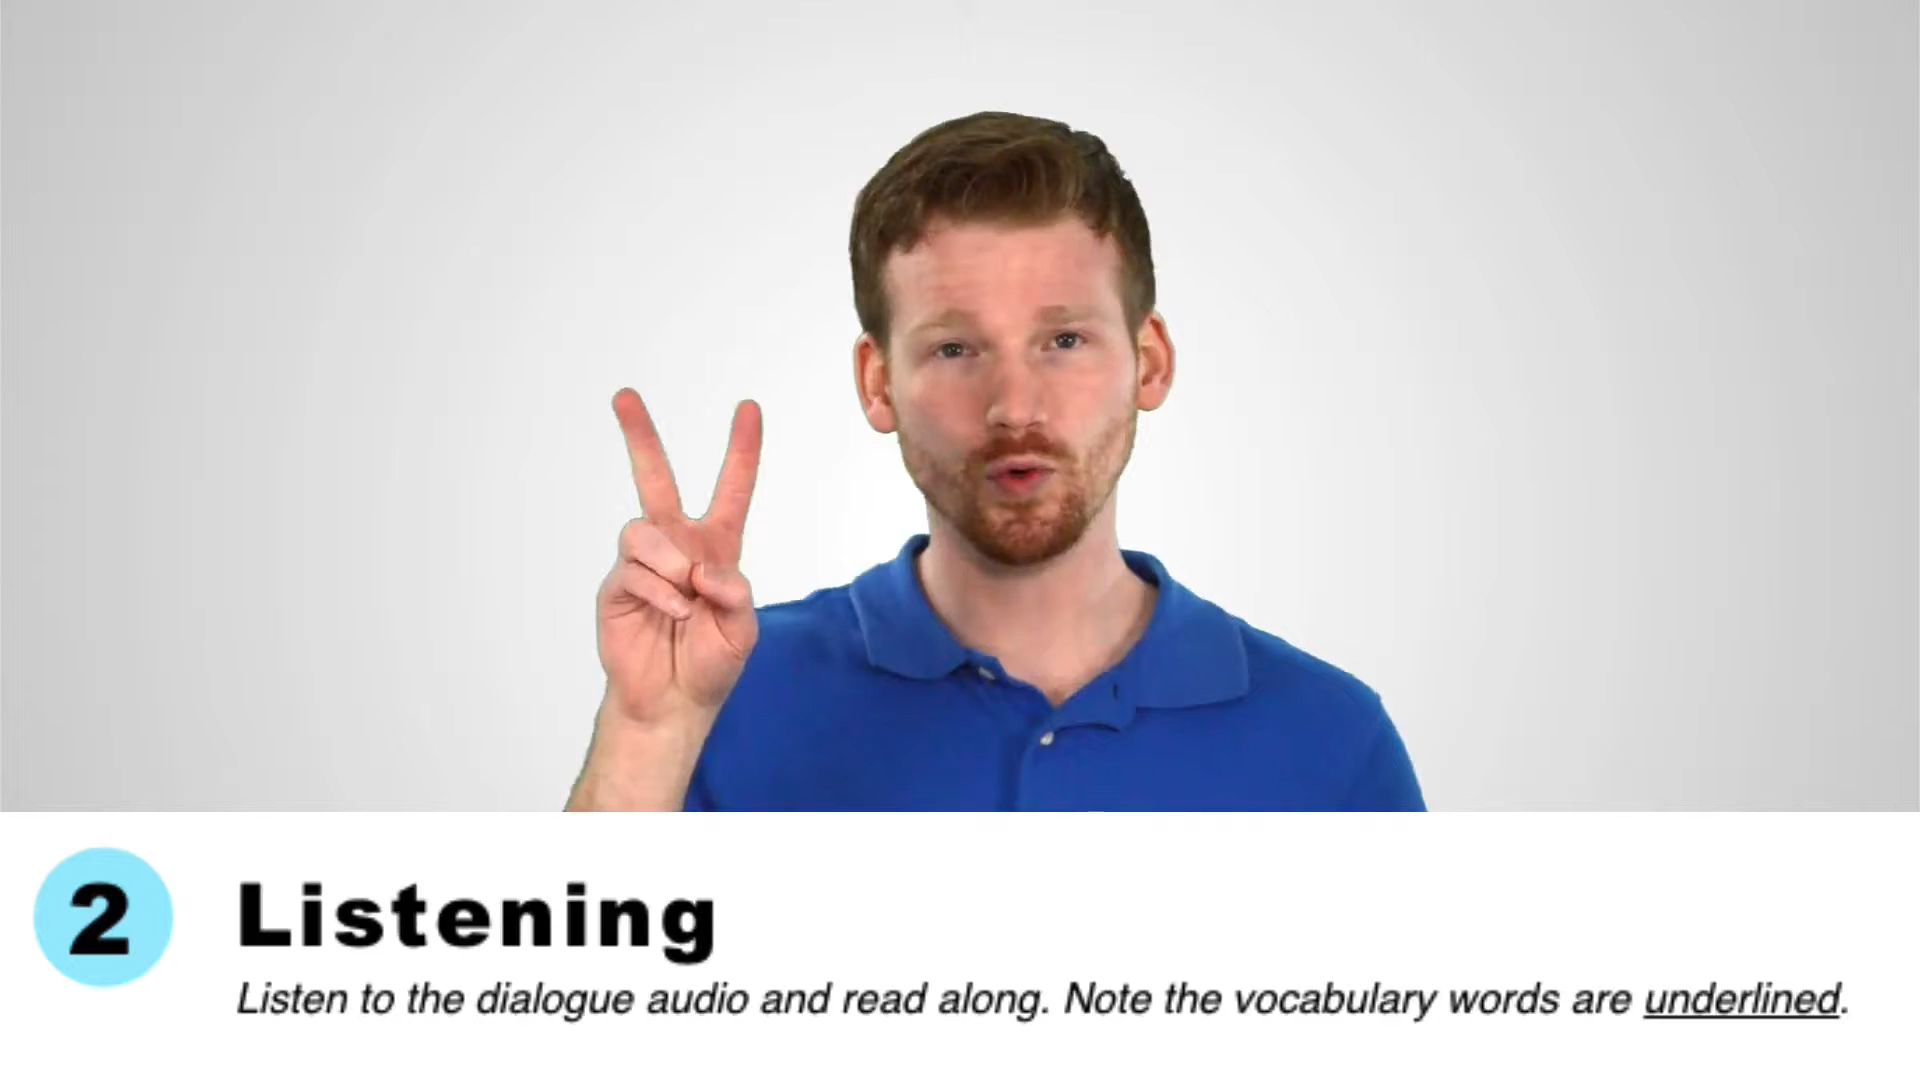 2 Listening
Listen to the dialogue audio and read along. Note the vocabulary words are underlined.